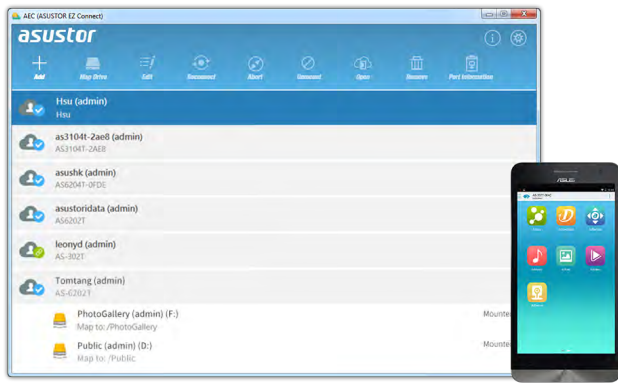 AEC (ASUSTOR EZ Connect)
asustor
Add Map Drive Edit Reconnect Abort Unmount Open Remove Port Information
Hsu (admin)
Hsu
as3104t-2ae8 (admin)
AS3104T-2AE8
asushk (admin)
AS6204T-0FDE
asustoridata (admin)
AS6202T
leonyd (admin)
AS-302T
Tomtang (admin)
AS-6202T
PhotoGallery (admin) (F:)
Map to: /PhotoGallery
Mounte
Public (admin) (D:)
Map to: /Public
Mounte
ASUS